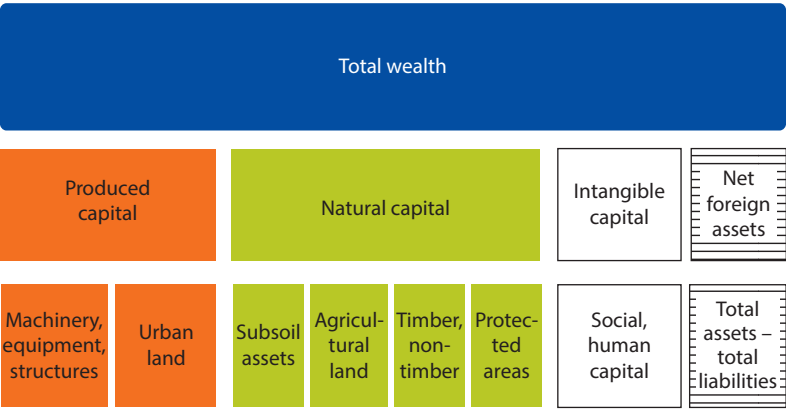 Total wealth
Produced
capital
Natural capital
Intangible
capital
Net
foreign
assets
Machinery,
equipment,
structures
Urban
land
Subsoil
assets
Agricul-
tural
land
Timber,
non-
timber
Protec-
ted
areas
Social,
human
capital
Total
assets –
total
liabilities